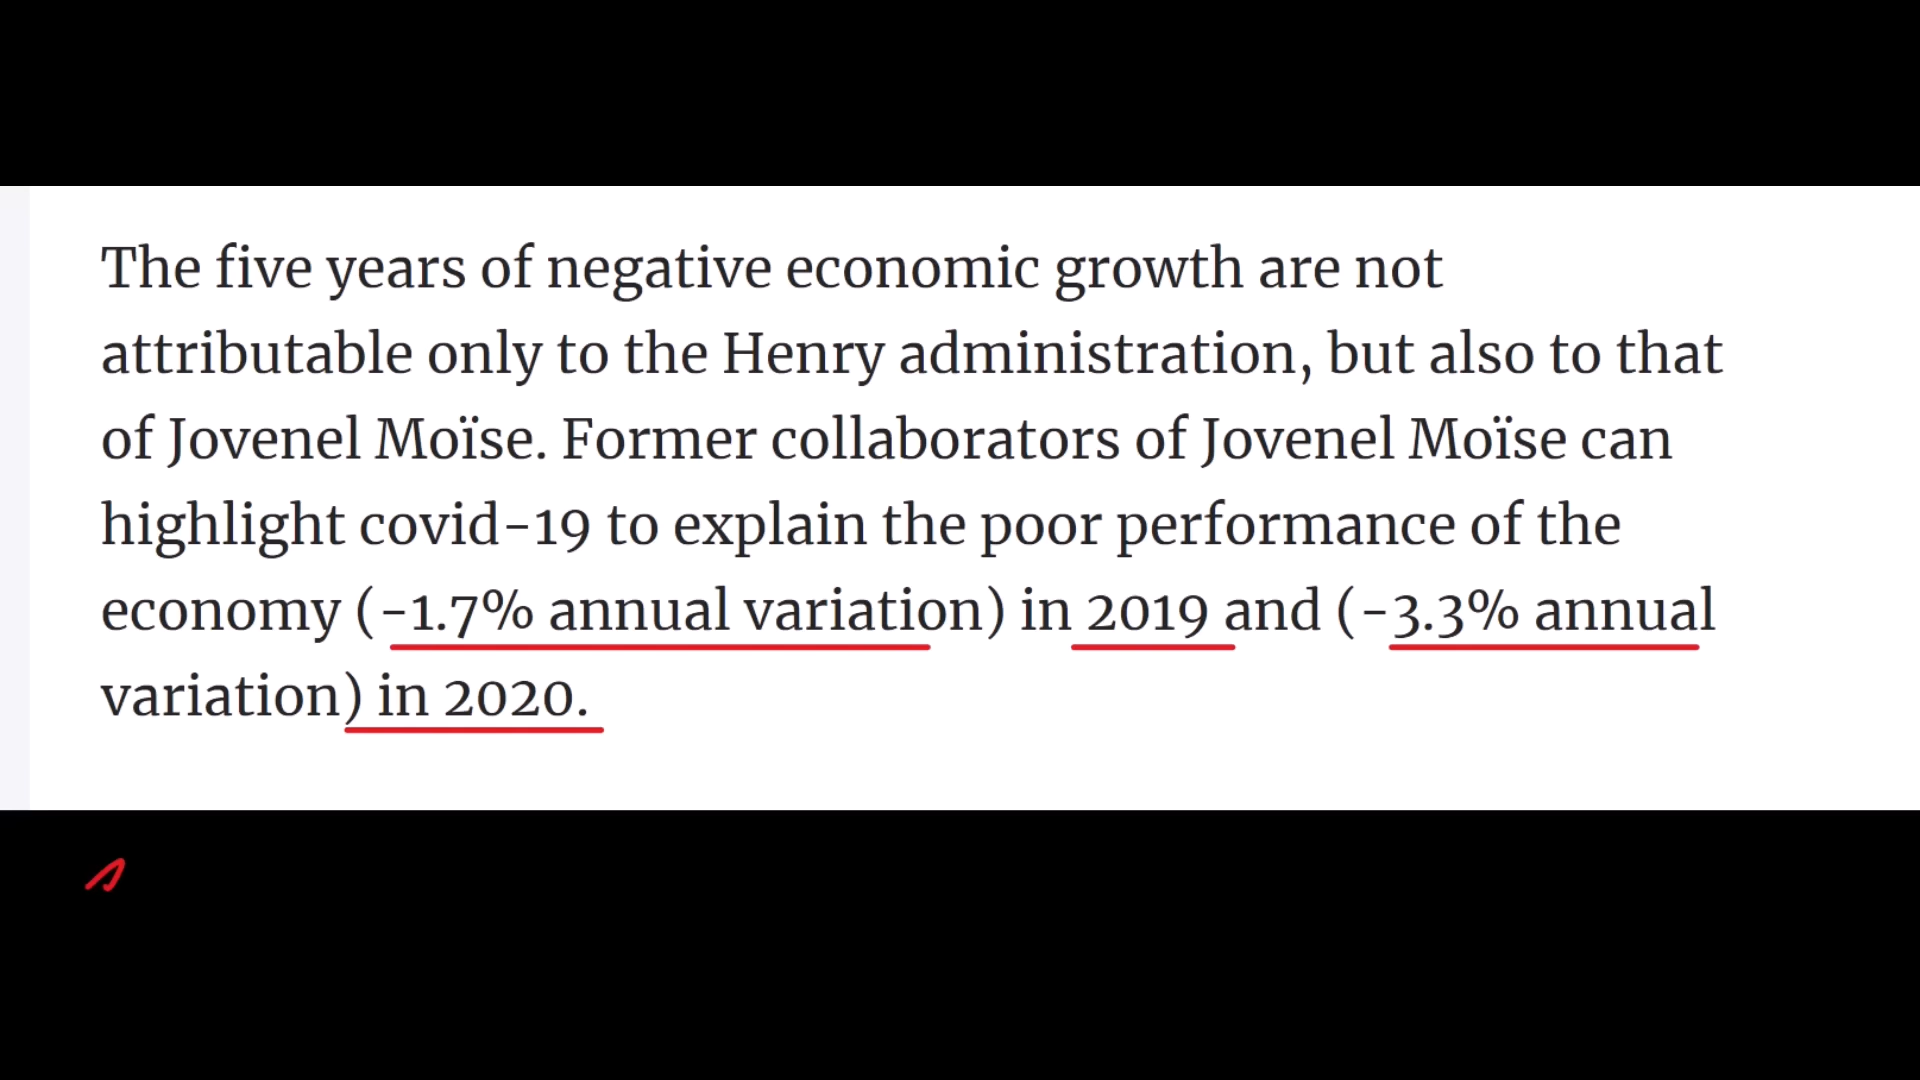 The five years of negative economic growth are not
attributable only to the Henry administration, but also to that
of Jovenel Moïse. Former collaborators of Jovenel Moïse can
highlight covid-19 to explain the poor performance of the
economy (-1.7% annual variation) in 2019 and (-3.3% annual
variation) in 2020.